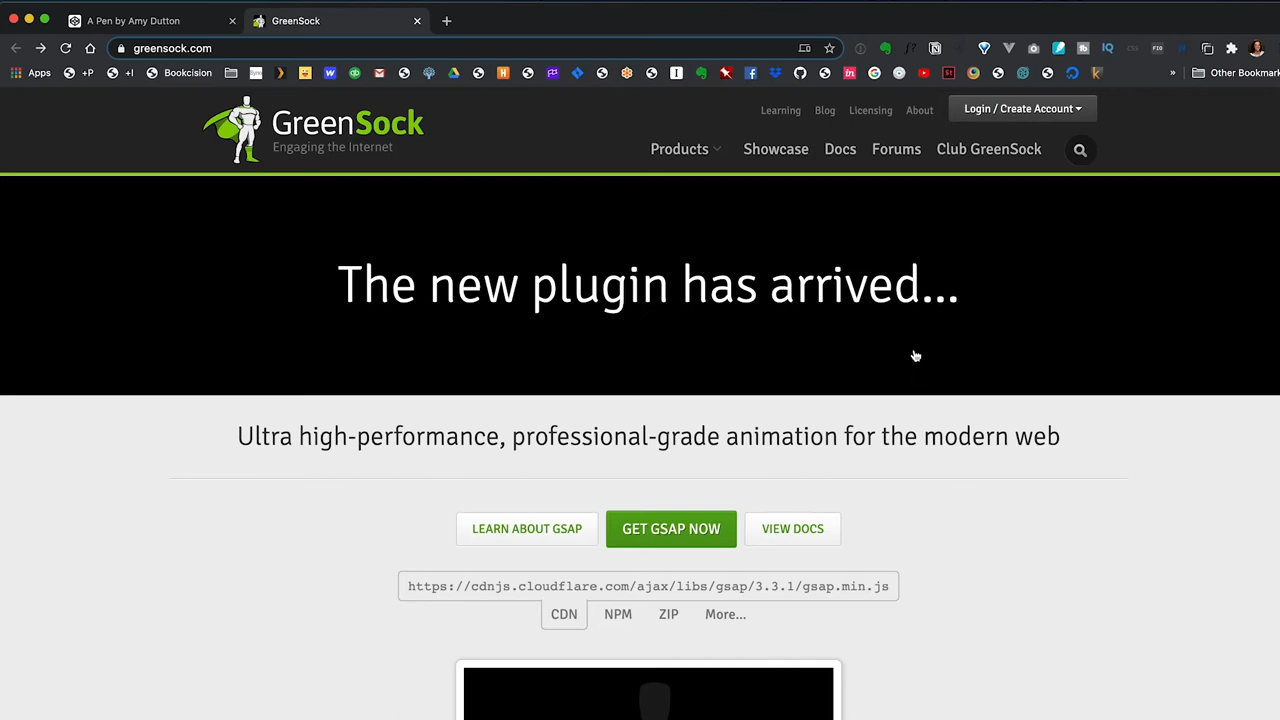 A Pen by Amy Dutton
GreenSock
greensock.com
Apps +P +I Bookcision Other Bookmark
GreenSock
Engaging the Internet
Learning Blog Licensing About Login / Create Account
Products Showcase Docs Forums Club GreenSock
The new plugin has arrived...
Ultra high-performance, professional-grade animation for the modern web
LEARN ABOUT GSAP GET GSAP NOW VIEW DOCS
https://cdnjs.cloudflare.com/ajax/libs/gsap/3.3.1/gsap.min.js
CDN NPM ZIP More...